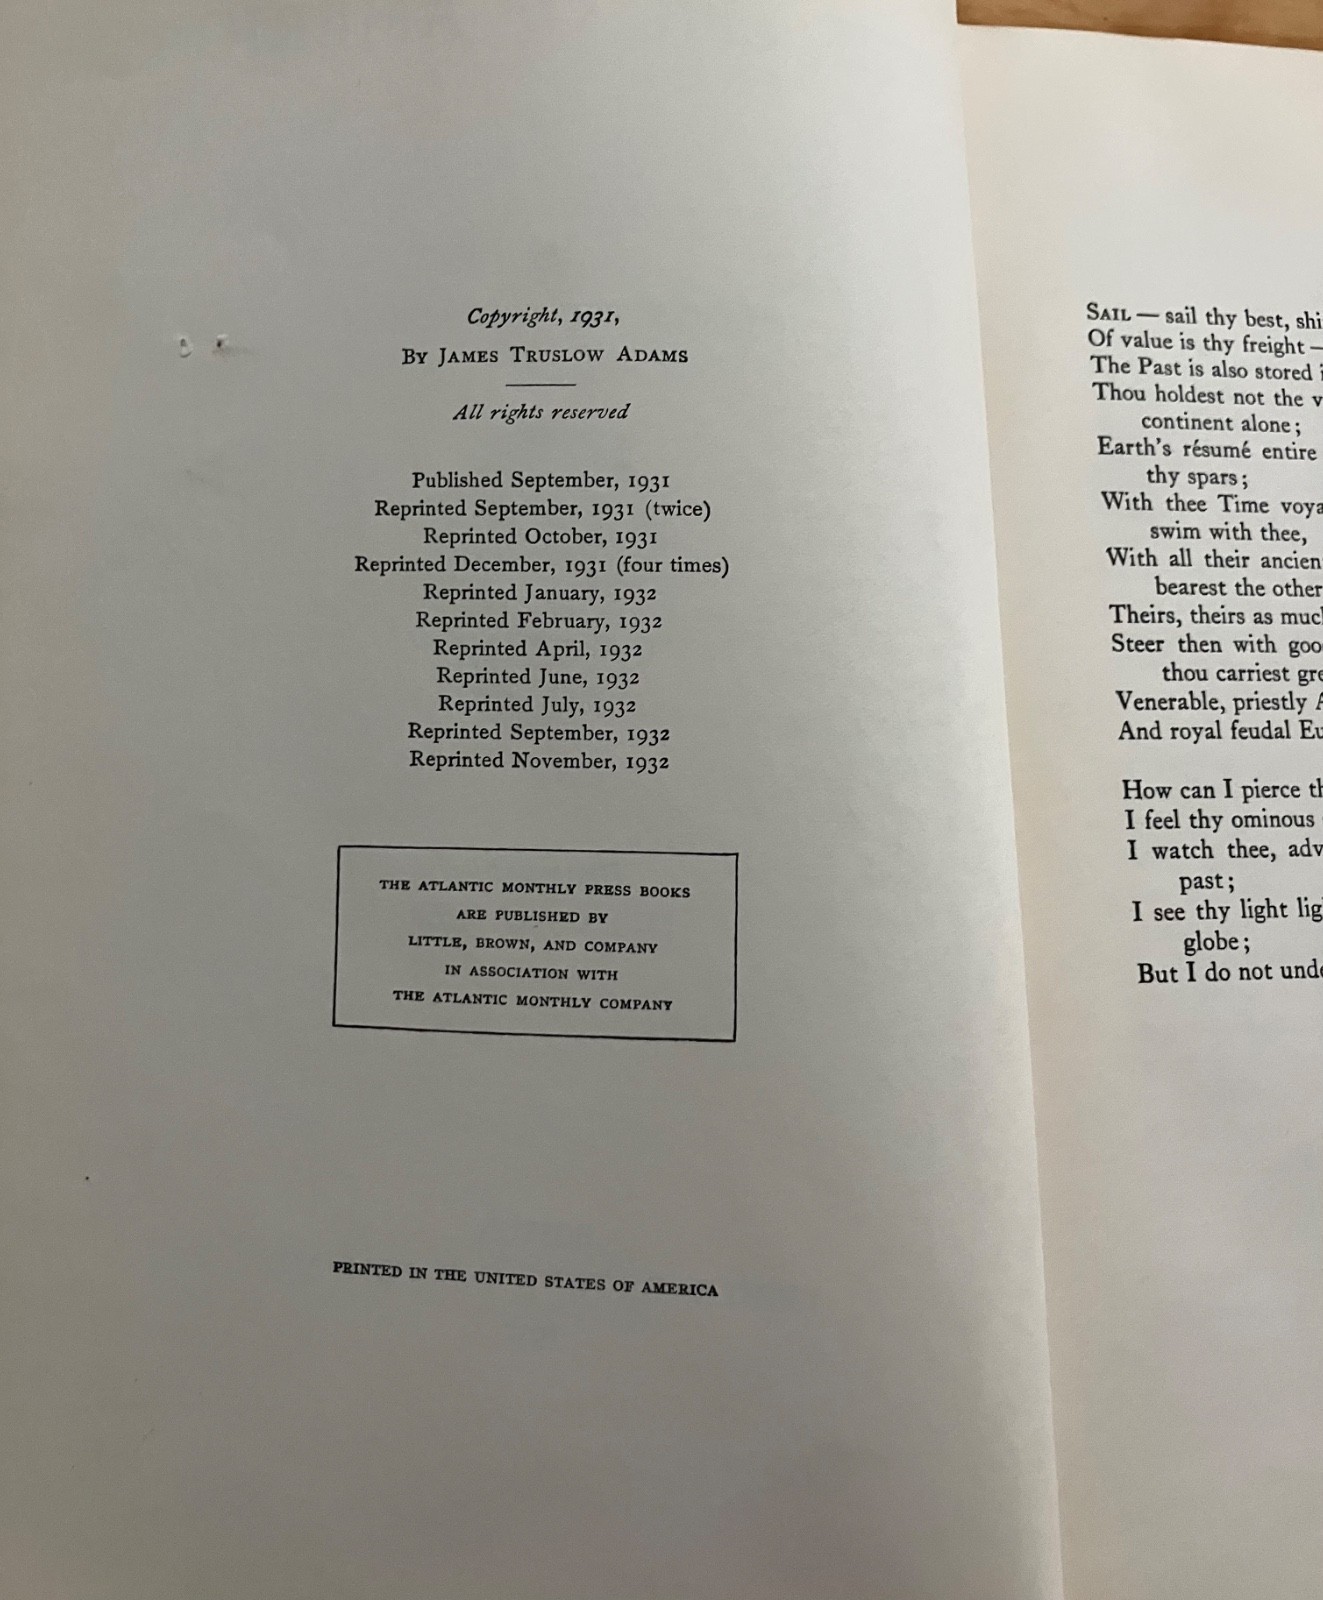 Copyright, 1931,
By James Truslow Adams
All rights reserved
Published September, 1931
Reprinted September, 1931 (twice)
Reprinted October, 1931
Reprinted December, 1931 (four times)
Reprinted January, 1932
Reprinted February, 1932
Reprinted April, 1932
Reprinted June, 1932
Reprinted July, 1932
Reprinted September, 1932
Reprinted November, 1932
THE ATLANTIC MONTHLY PRESS BOOKS
ARE PUBLISHED BY
LITTLE, BROWN, AND COMPANY
IN ASSOCIATION WITH
THE ATLANTIC MONTHLY COMPANY
PRINTED IN THE UNITED STATES OF AMERICA
Sail — sail thy best,
Of value is thy freight —
The Past is also stored
Thou holdest not the
continent alone;
Earth's résumé entire
thy spars;
With thee Time
swim with thee,
With all their
bearest the other
Theirs, theirs as
Steer then with
thou carriest
Venerable, priestly
And royal feudal
How can I pierce
I feel thy ominous
I watch thee,
past;
I see thy light
globe;
But I do not